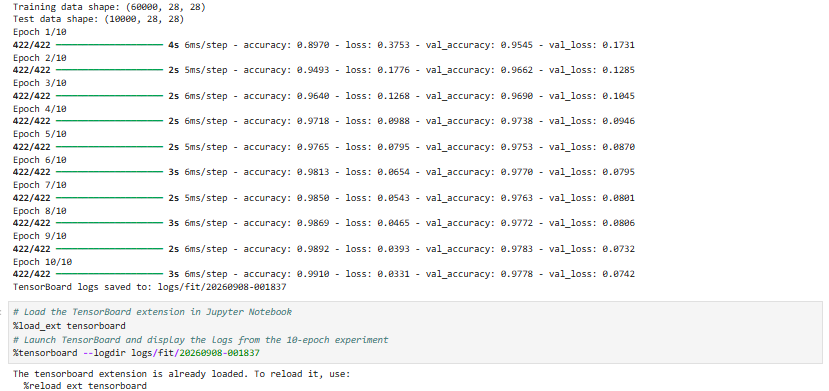 Training data shape: (60000, 28, 28)
Test data shape: (10000, 28, 28)
Epoch 1/10
422/422 ━━━━━━━━━━━━━━━━━━━━ 4s 6ms/step - accuracy: 0.8970 - loss: 0.3753 - val_accuracy: 0.9545 - val_loss: 0.1731
Epoch 2/10
422/422 ━━━━━━━━━━━━━━━━━━━━ 2s 5ms/step - accuracy: 0.9493 - loss: 0.1776 - val_accuracy: 0.9662 - val_loss: 0.1285
Epoch 3/10
422/422 ━━━━━━━━━━━━━━━━━━━━ 2s 6ms/step - accuracy: 0.9640 - loss: 0.1268 - val_accuracy: 0.9690 - val_loss: 0.1045
Epoch 4/10
422/422 ━━━━━━━━━━━━━━━━━━━━ 2s 6ms/step - accuracy: 0.9718 - loss: 0.0988 - val_accuracy: 0.9738 - val_loss: 0.0946
Epoch 5/10
422/422 ━━━━━━━━━━━━━━━━━━━━ 2s 5ms/step - accuracy: 0.9765 - loss: 0.0795 - val_accuracy: 0.9753 - val_loss: 0.0870
Epoch 6/10
422/422 ━━━━━━━━━━━━━━━━━━━━ 3s 6ms/step - accuracy: 0.9813 - loss: 0.0654 - val_accuracy: 0.9770 - val_loss: 0.0795
Epoch 7/10
422/422 ━━━━━━━━━━━━━━━━━━━━ 2s 5ms/step - accuracy: 0.9850 - loss: 0.0543 - val_accuracy: 0.9763 - val_loss: 0.0801
Epoch 8/10
422/422 ━━━━━━━━━━━━━━━━━━━━ 3s 6ms/step - accuracy: 0.9869 - loss: 0.0465 - val_accuracy: 0.9772 - val_loss: 0.0806
Epoch 9/10
422/422 ━━━━━━━━━━━━━━━━━━━━ 2s 6ms/step - accuracy: 0.9892 - loss: 0.0393 - val_accuracy: 0.9783 - val_loss: 0.0732
Epoch 10/10
422/422 ━━━━━━━━━━━━━━━━━━━━ 3s 6ms/step - accuracy: 0.9910 - loss: 0.0331 - val_accuracy: 0.9778 - val_loss: 0.0742
TensorBoard logs saved to: logs/fit/20260908-001837
# Load the TensorBoard extension in Jupyter Notebook
%load_ext tensorboard
# Launch TensorBoard and display the Logs from the 10-epoch experiment
%tensorboard --logdir logs/fit/20260908-001837
The tensorboard extension is already loaded. To reload it, use:
%reload_ext tensorboard